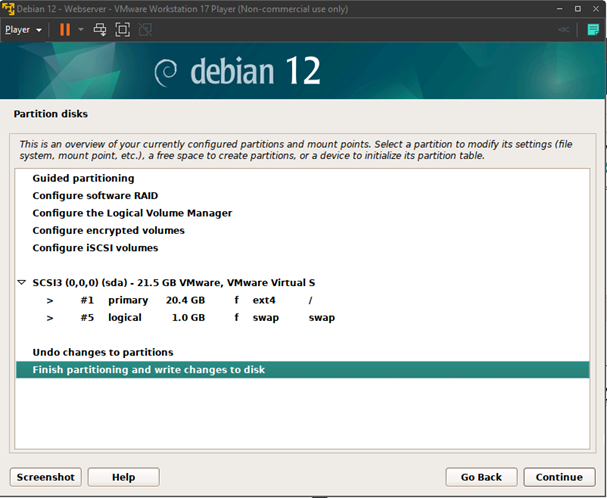 Debian 12 - Webserver - VMware Workstation 17 Player (Non-commercial use only)
Player
debian 12
Partition disks
This is an overview of your currently configured partitions and mount points. Select a partition to modify its settings (file
system, mount point, etc.), a free space to create partitions, or a device to initialize its partition table.
Guided partitioning
Configure software RAID
Configure the Logical Volume Manager
Configure encrypted volumes
Configure iSCSI volumes
SCSI3 (0,0,0) (sda) - 21.5 GB VMware, VMware Virtual S
> #1 primary 20.4 GB f ext4 /
> #5 logical 1.0 GB f swap swap
Undo changes to partitions
Finish partitioning and write changes to disk
Screenshot Help Go Back Continue